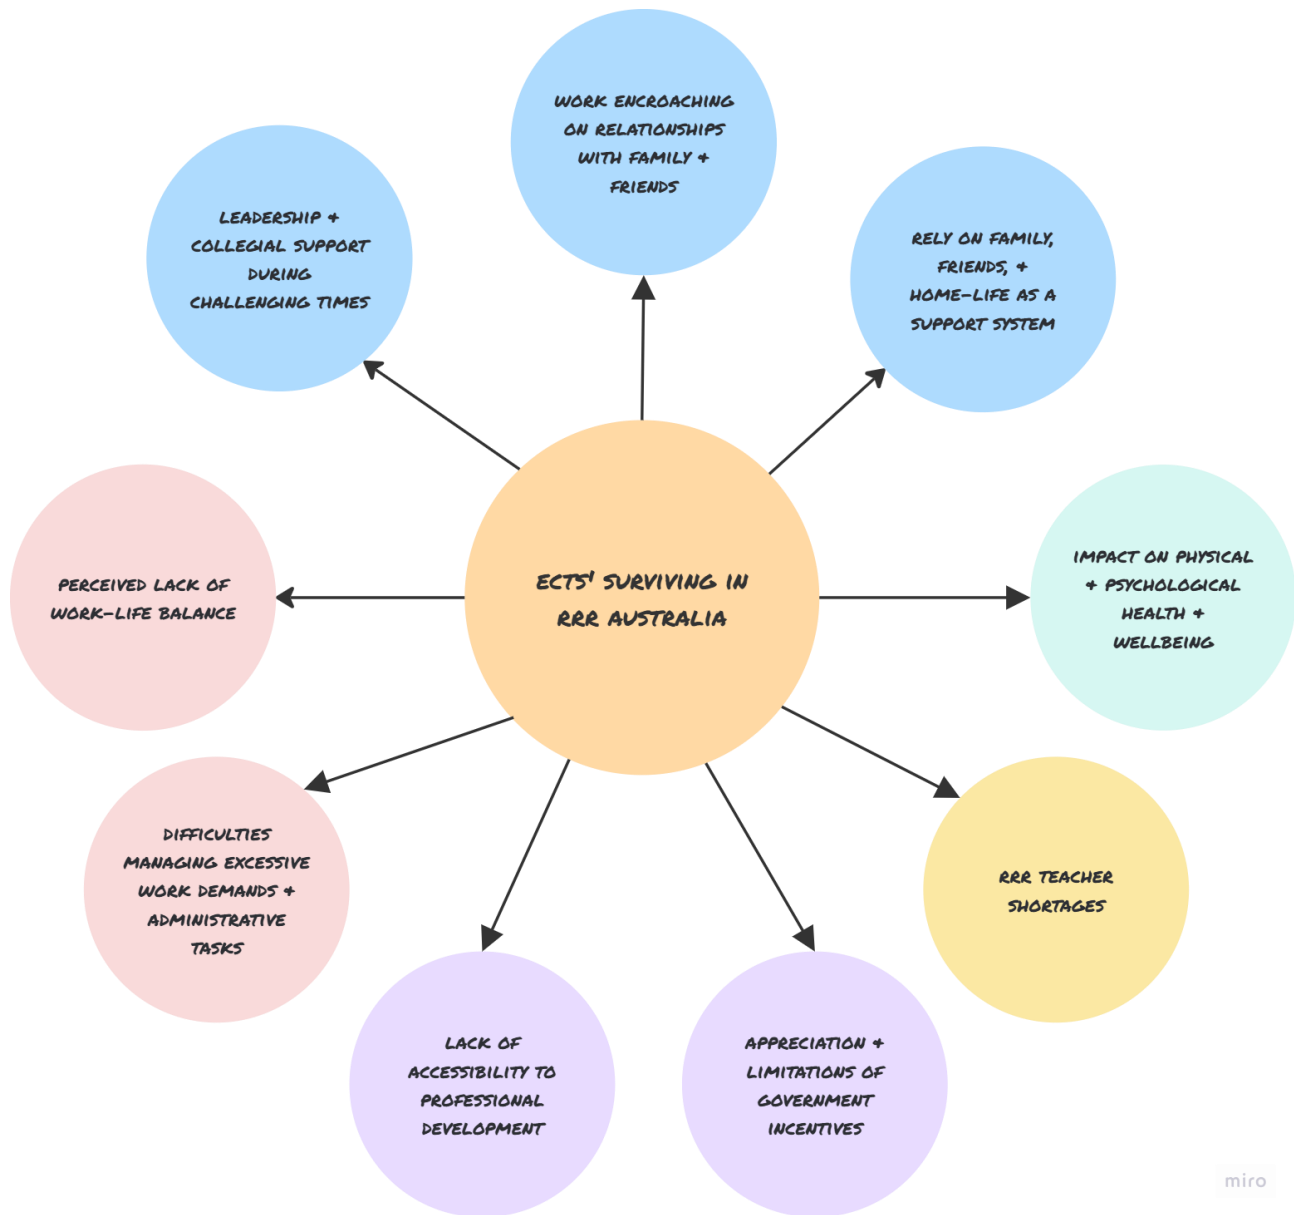 WORK ENCROACHING
ON RELATIONSHIPS
WITH FAMILY &
FRIENDS
LEADERSHIP &
COLLEGIAL SUPPORT
DURING
CHALLENGING TIMES
RELY ON FAMILY,
FRIENDS, &
HOME-LIFE AS A
SUPPORT SYSTEM
PERCEIVED LACK OF
WORK-LIFE BALANCE
ECTS' SURVIVING IN
RRR AUSTRALIA
IMPACT ON PHYSICAL
& PSYCHOLOGICAL
HEALTH &
WELLBEING
DIFFICULTIES
MANAGING EXCESSIVE
WORK DEMANDS &
ADMINISTRATIVE
TASKS
RRR TEACHER
SHORTAGES
LACK OF
ACCESSIBILITY TO
PROFESSIONAL
DEVELOPMENT
APPRECIATION &
LIMITATIONS OF
GOVERNMENT
INCENTIVES
miro